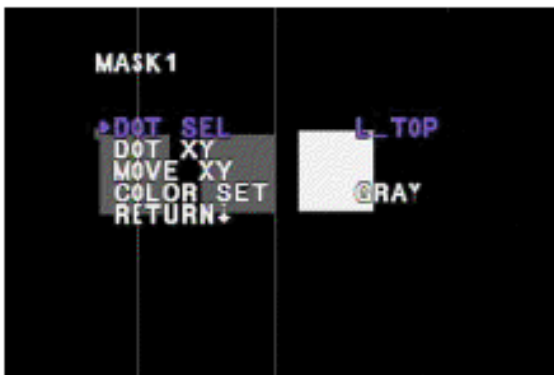 MASK1
▸DOT SEL L_TOP
DOT XY
MOVE XY
COLOR SET GRAY
RETURN↓